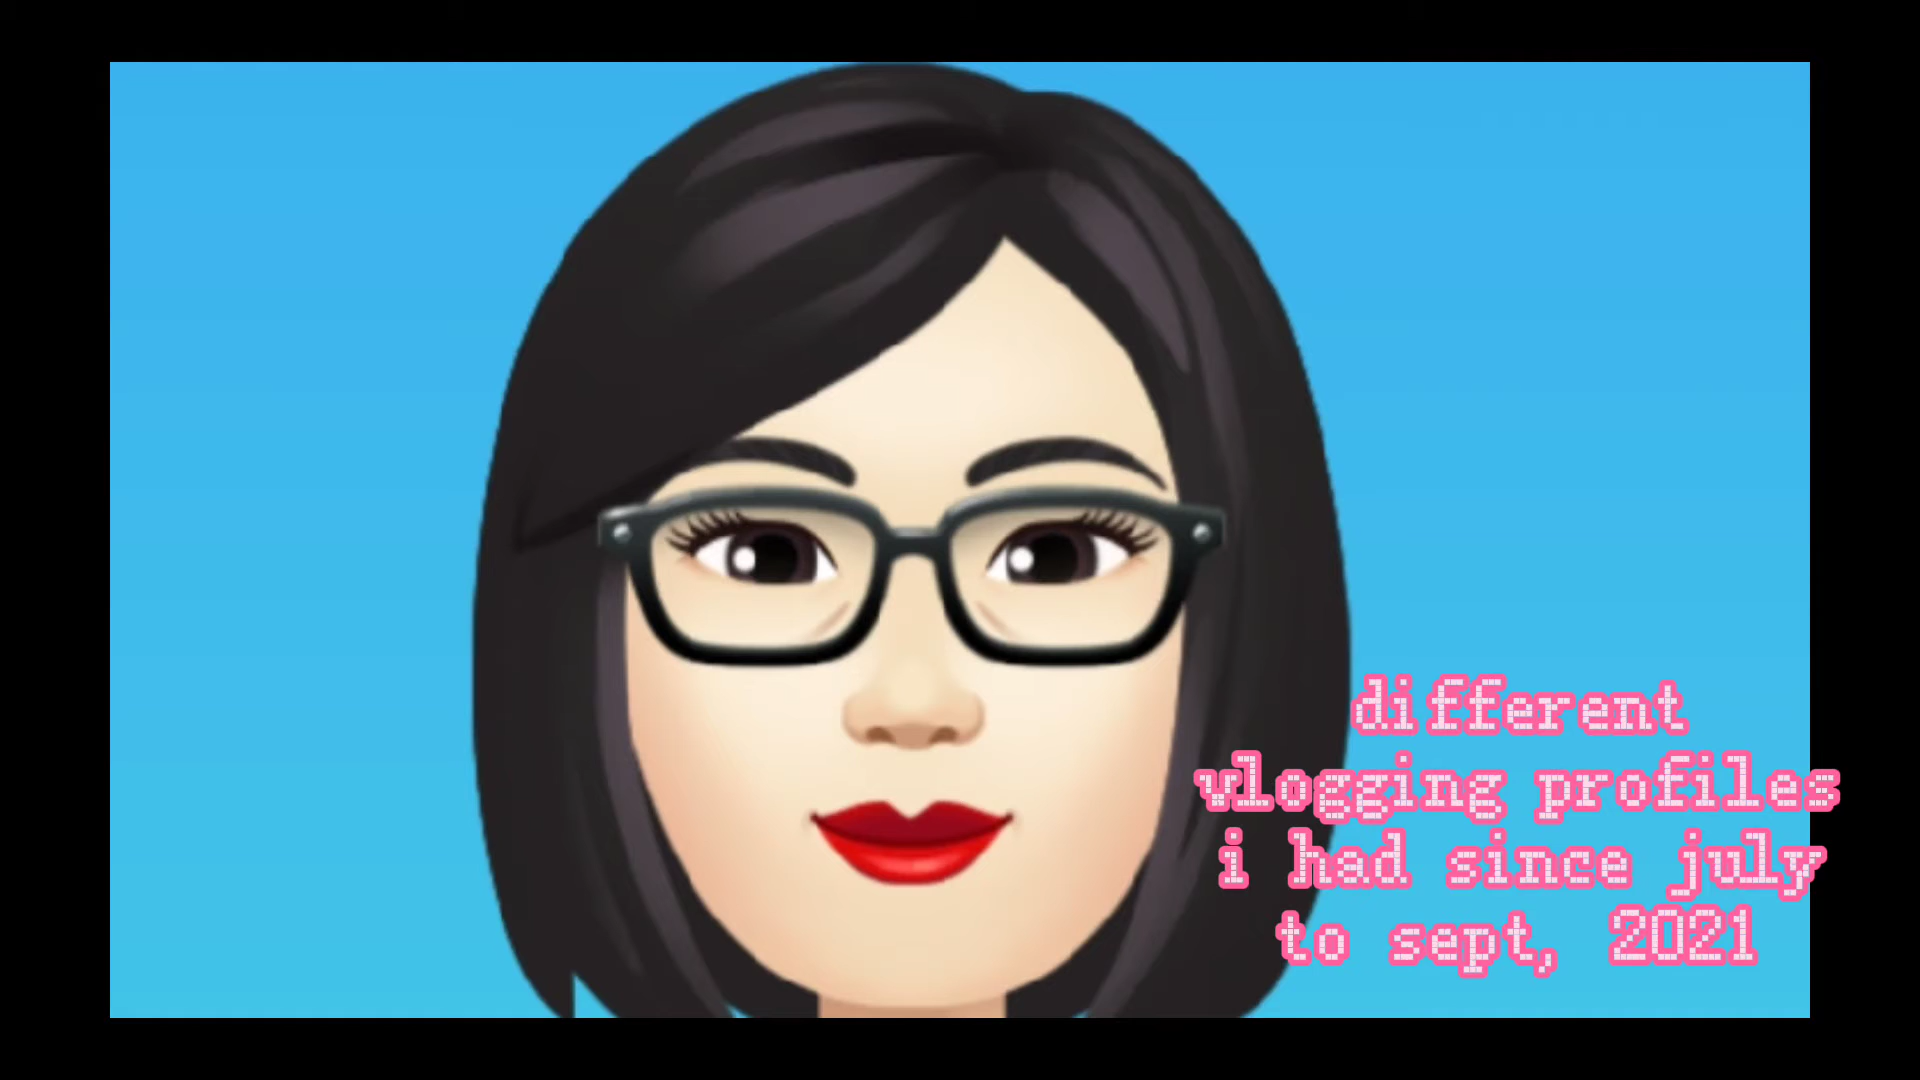 different
vlogging profiles
i had since july
to sept, 2021